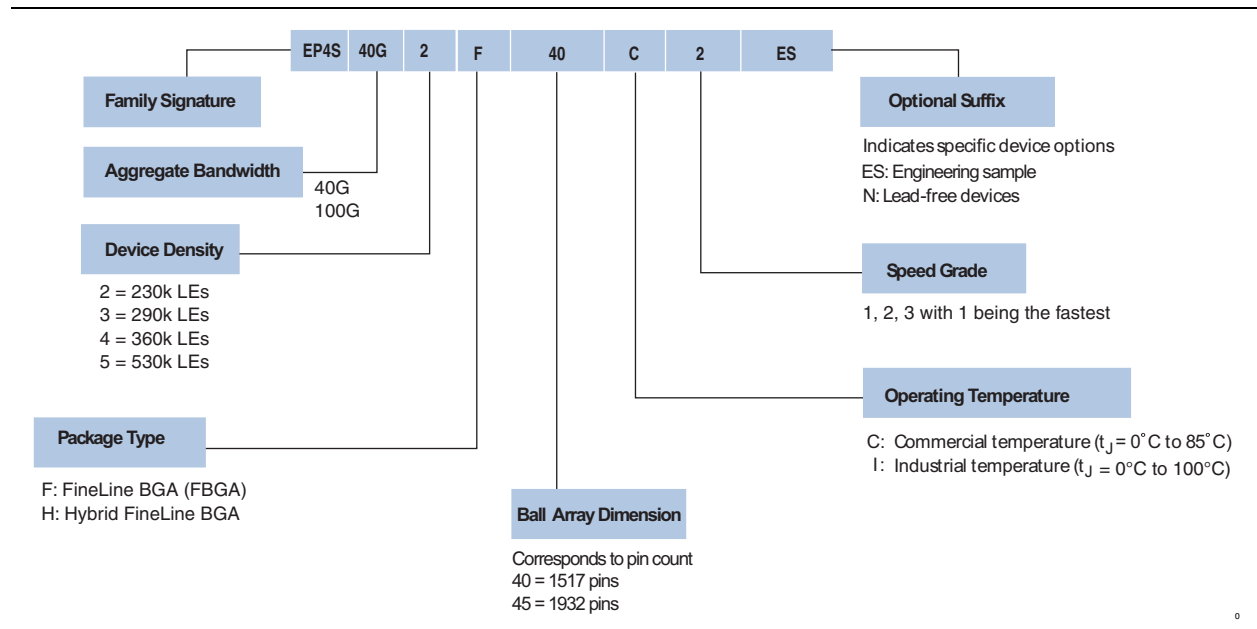 EP4S 40G 2 F 40 C 2 ES
Family Signature
Aggregate Bandwidth
40G
100G
Device Density
2 = 230k LEs
3 = 290k LEs
4 = 360k LEs
5 = 530k LEs
Package Type
F: FineLine BGA (FBGA)
H: Hybrid FineLine BGA
Ball Array Dimension
Corresponds to pin count
40 = 1517 pins
45 = 1932 pins
Optional Suffix
Indicates specific device options
ES: Engineering sample
N: Lead-free devices
Speed Grade
1, 2, 3 with 1 being the fastest
Operating Temperature
C: Commercial temperature (tJ = 0˚C to 85˚C)
I: Industrial temperature (tJ = 0°C to 100°C)
0